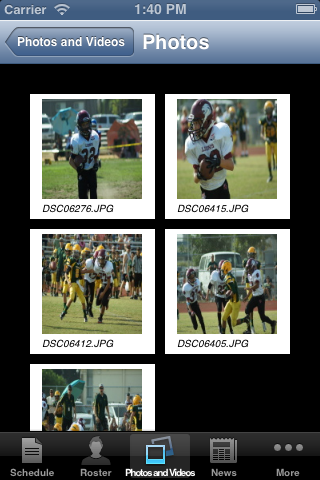 Carrier 1:40 PM
Photos and Videos Photos
DSC06276.JPG DSC06415.JPG
DSC06412.JPG DSC06405.JPG
Schedule Roster Photos and Videos News More